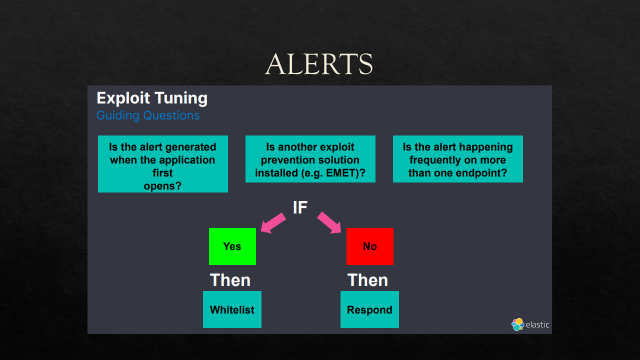 ALERTS
Exploit Tuning
Guiding Questions
Is the alert generated
when the application
first
opens?
Is another exploit
prevention solution
installed (e.g. EMET)?
Is the alert happening
frequently on more
than one endpoint?
IF
Yes
No
Then
Then
Whitelist
Respond
elastic